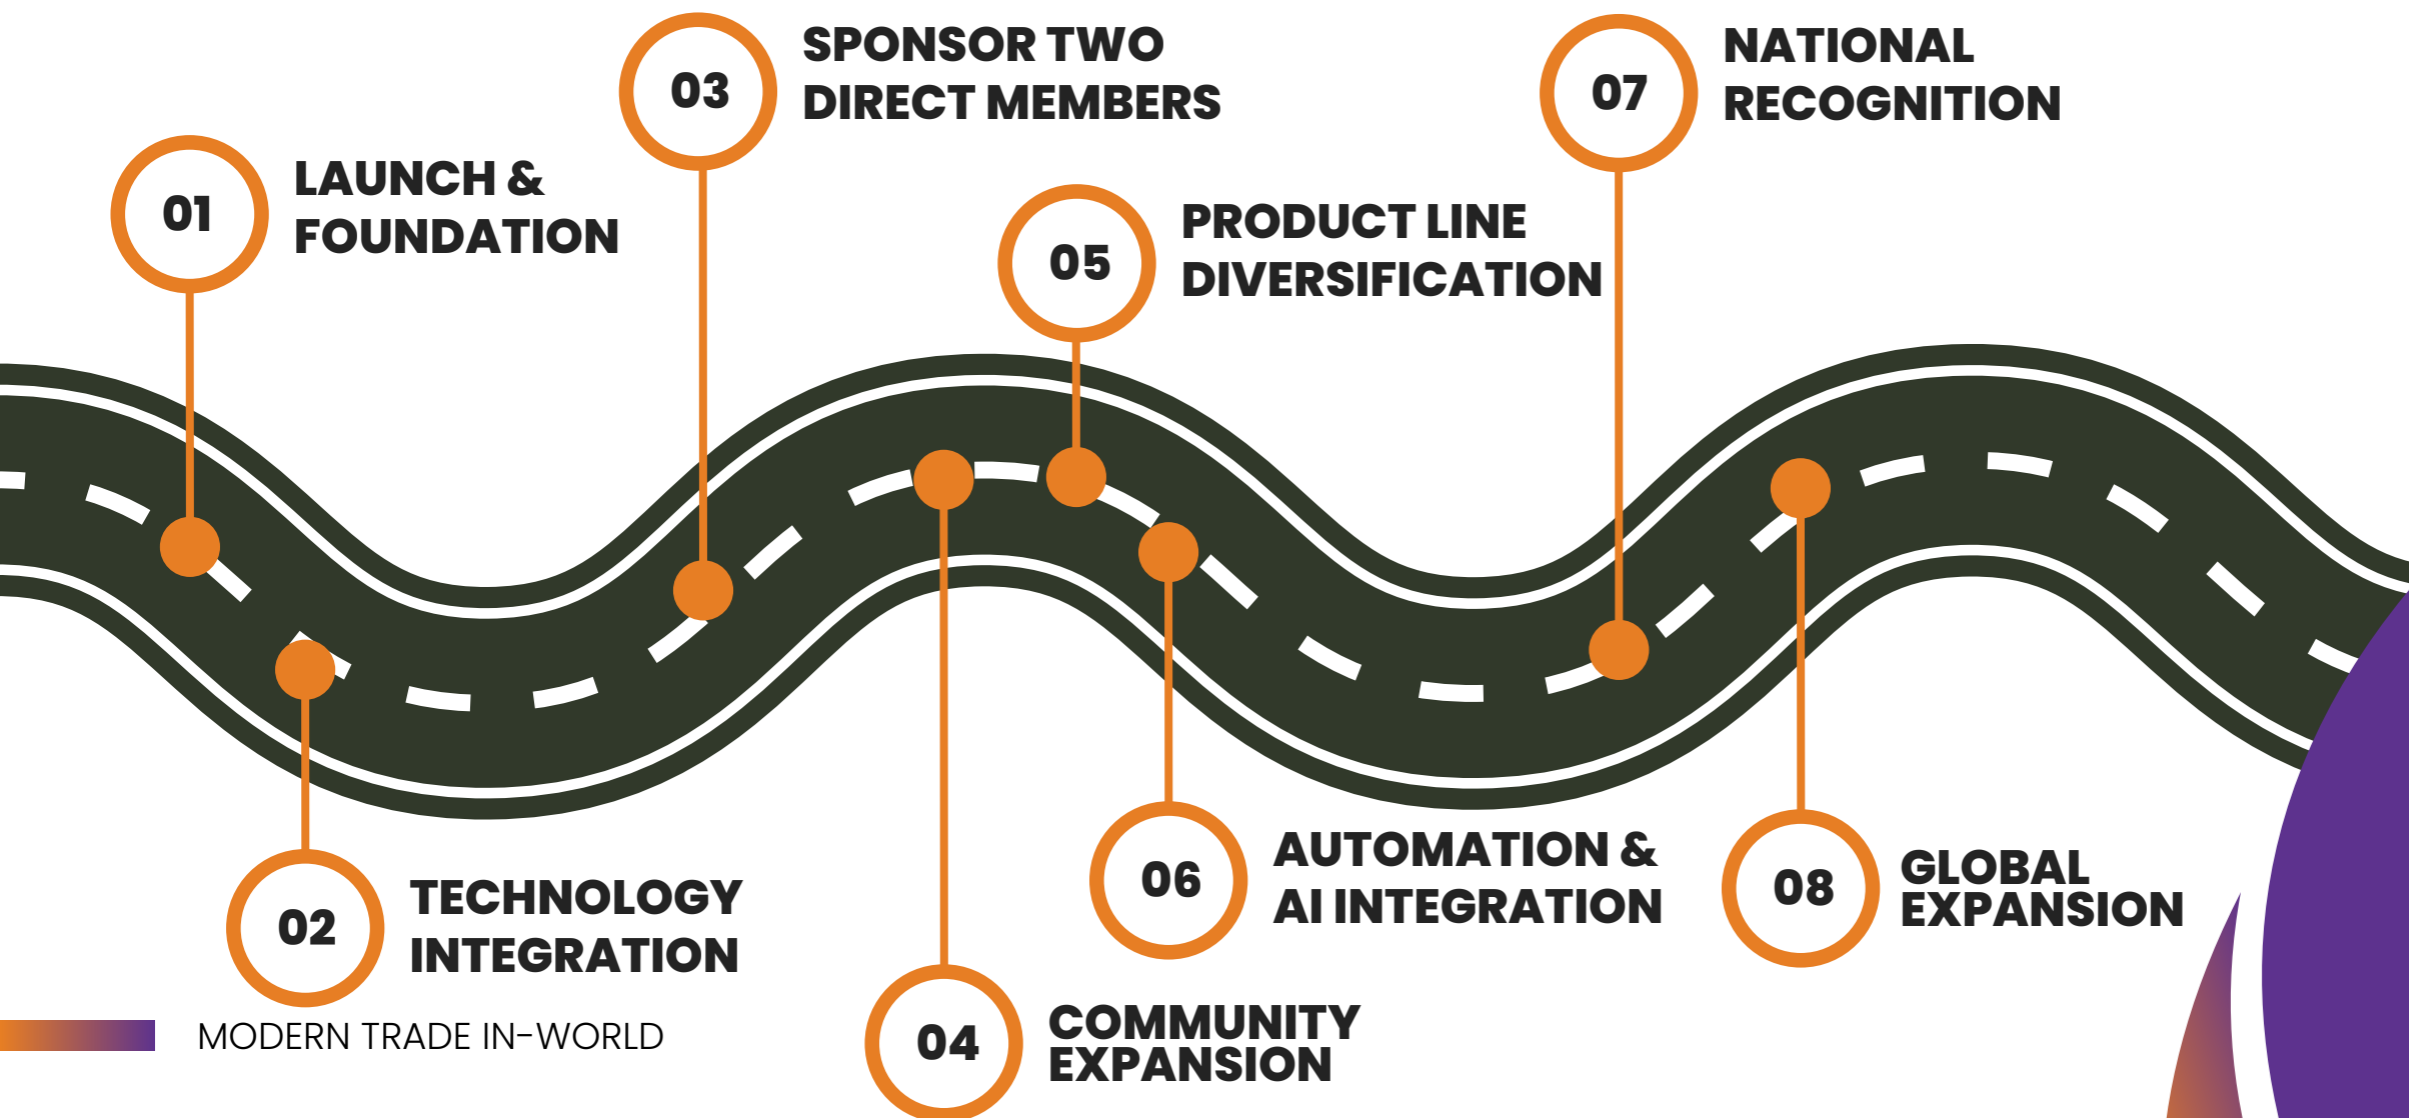 01
LAUNCH &
FOUNDATION
02
TECHNOLOGY
INTEGRATION
03
SPONSOR TWO
DIRECT MEMBERS
04
COMMUNITY
EXPANSION
05
PRODUCT LINE
DIVERSIFICATION
06
AUTOMATION &
AI INTEGRATION
07
NATIONAL
RECOGNITION
08
GLOBAL
EXPANSION
MODERN TRADE IN-WORLD